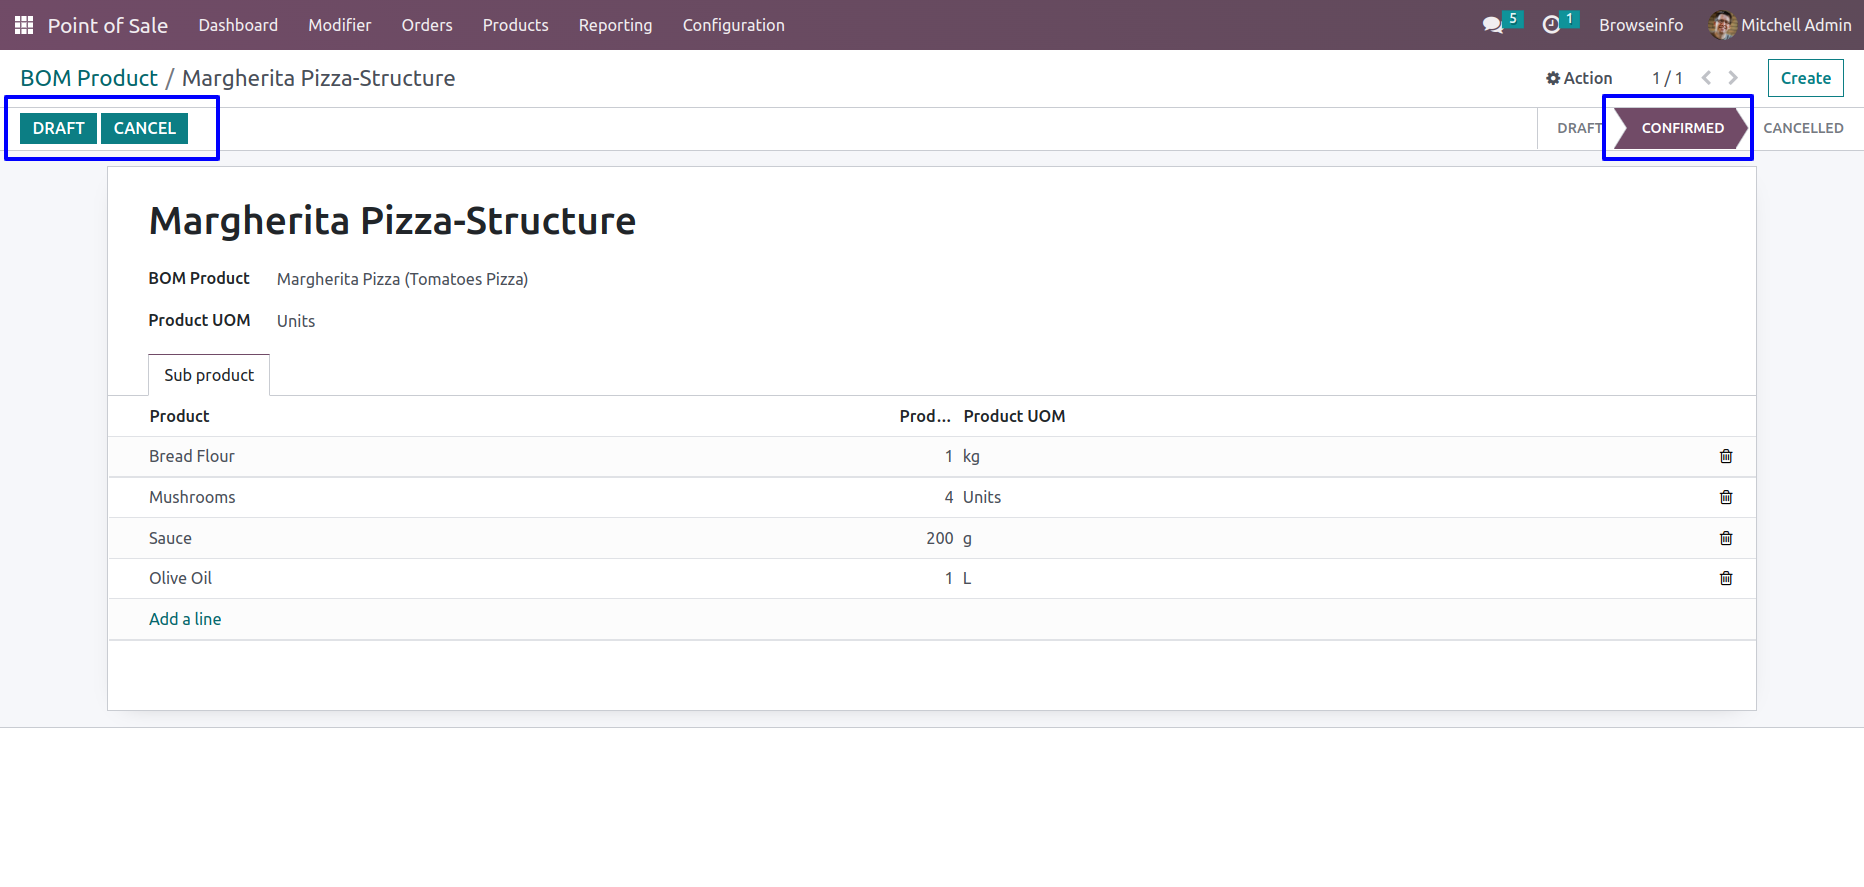 Point of Sale Dashboard Modifier Orders Products Reporting Configuration 5 1 Browseinfo Mitchell Admin
BOM Product / Margherita Pizza-Structure Action 1 / 1 Create
DRAFT CANCEL DRAFT CONFIRMED CANCELLED
Margherita Pizza-Structure
BOM Product Margherita Pizza (Tomatoes Pizza)
Product UOM Units
Sub product
Product Prod... Product UOM
Bread Flour 1 kg
Mushrooms 4 Units
Sauce 200 g
Olive Oil 1 L
Add a line